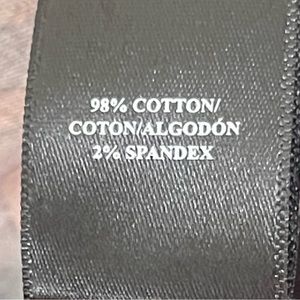 98% COTTON/
COTON/ALGODÓN
2% SPANDEX